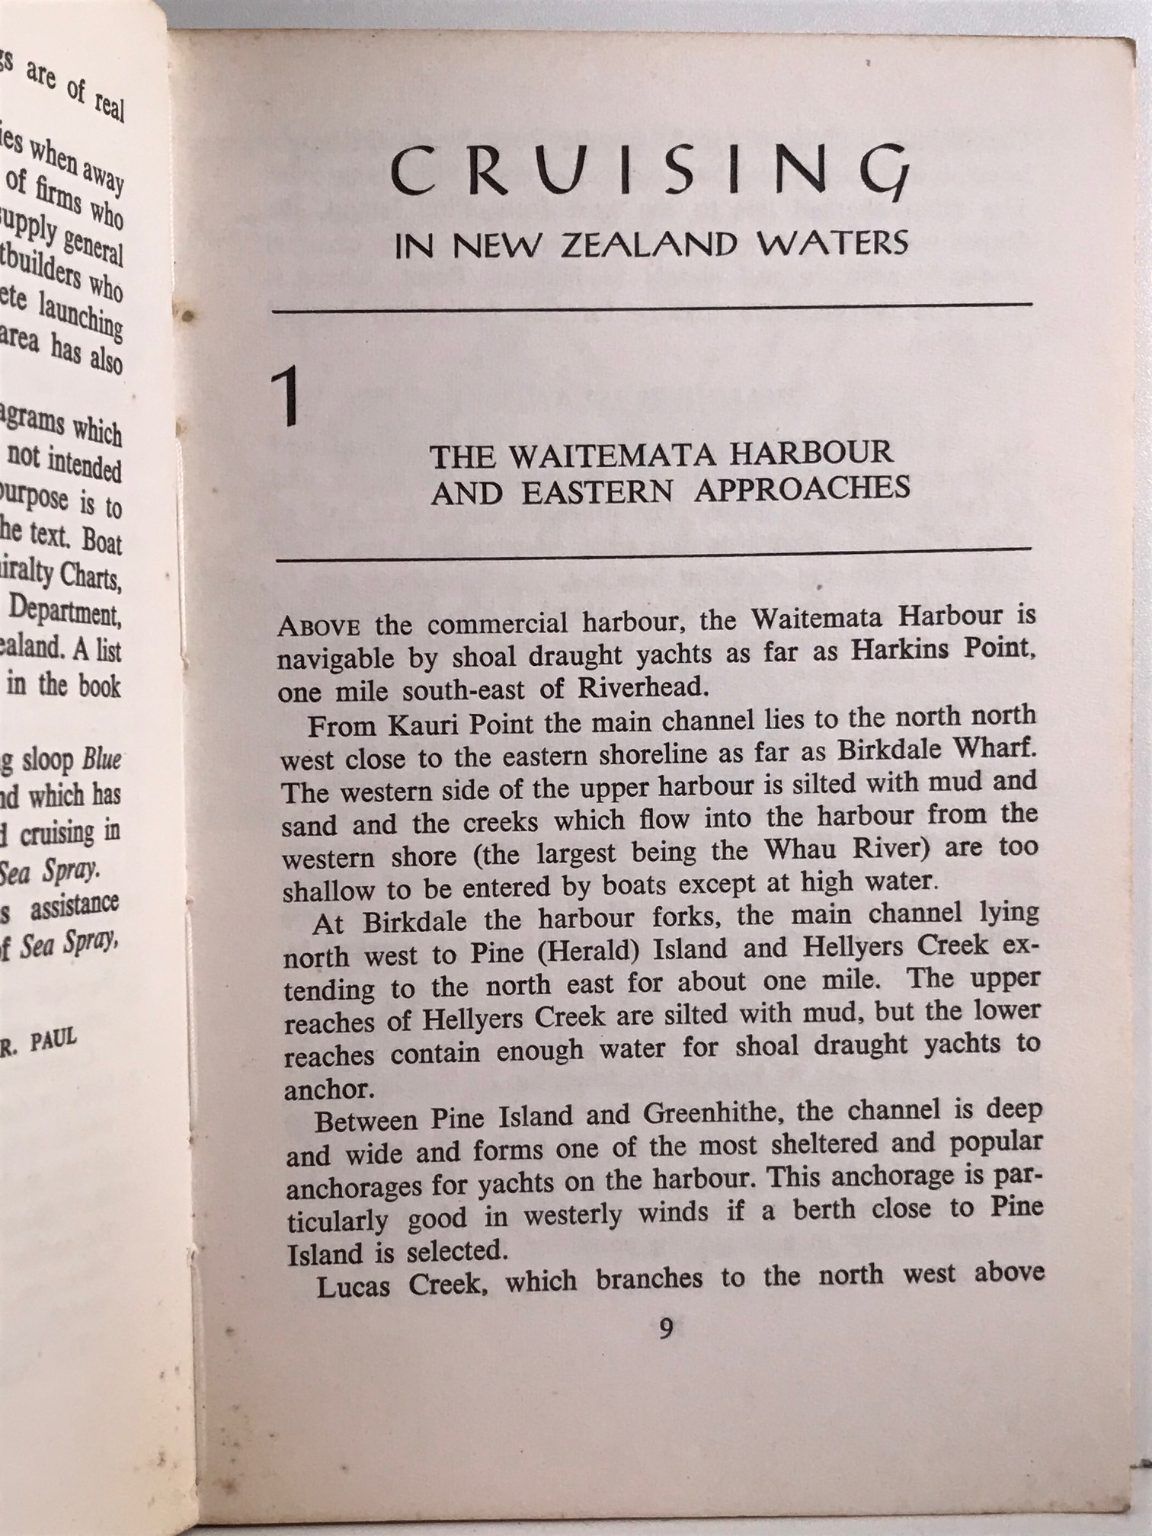 gs are of real
ies when away
of firms who
supply general
tbuilders who
ete launching
area has also
agrams which
not intended
purpose is to
he text. Boat
iralty Charts,
Department,
ealand. A list
in the book
g sloop Blue
nd which has
d cruising in
Sea Spray.
s assistance
f Sea Spray,
R. PAUL
CRUISING
IN NEW ZEALAND WATERS
1
THE WAITEMATA HARBOUR
AND EASTERN APPROACHES
ABOVE the commercial harbour, the Waitemata Harbour is
navigable by shoal draught yachts as far as Harkins Point,
one mile south-east of Riverhead.
From Kauri Point the main channel lies to the north north
west close to the eastern shoreline as far as Birkdale Wharf.
The western side of the upper harbour is silted with mud and
sand and the creeks which flow into the harbour from the
western shore (the largest being the Whau River) are too
shallow to be entered by boats except at high water.
At Birkdale the harbour forks, the main channel lying
north west to Pine (Herald) Island and Hellyers Creek ex-
tending to the north east for about one mile. The upper
reaches of Hellyers Creek are silted with mud, but the lower
reaches contain enough water for shoal draught yachts to
anchor.
Between Pine Island and Greenhithe, the channel is deep
and wide and forms one of the most sheltered and popular
anchorages for yachts on the harbour. This anchorage is par-
ticularly good in westerly winds if a berth close to Pine
Island is selected.
Lucas Creek, which branches to the north west above
9